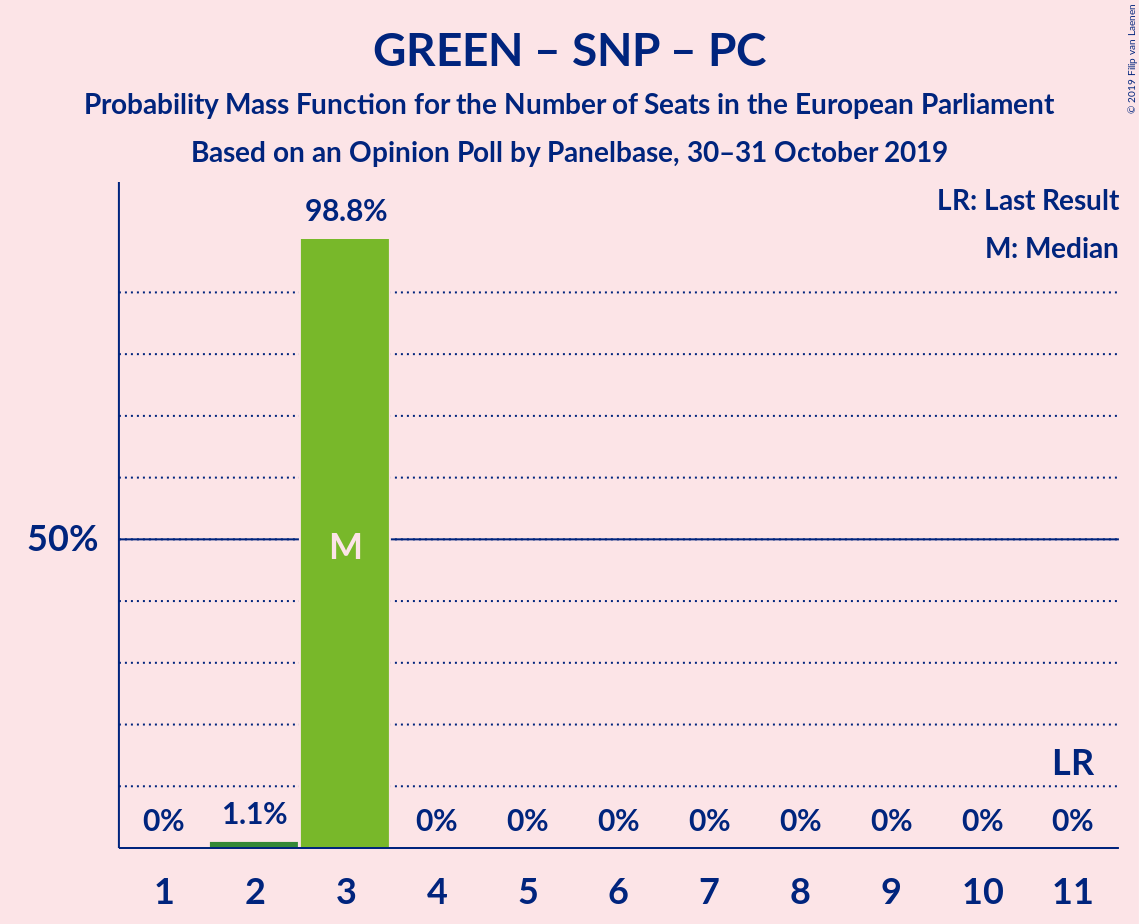 GREEN – SNP – PC
Probability Mass Function for the Number of Seats in the European Parliament
Based on an Opinion Poll by Panelbase, 30–31 October 2019
© 2019 Filip van Laenen
LR: Last Result
M: Median
98.8%
50%
M
LR
0% 1.1% 0% 0% 0% 0% 0% 0% 0% 0%
1 2 3 4 5 6 7 8 9 10 11